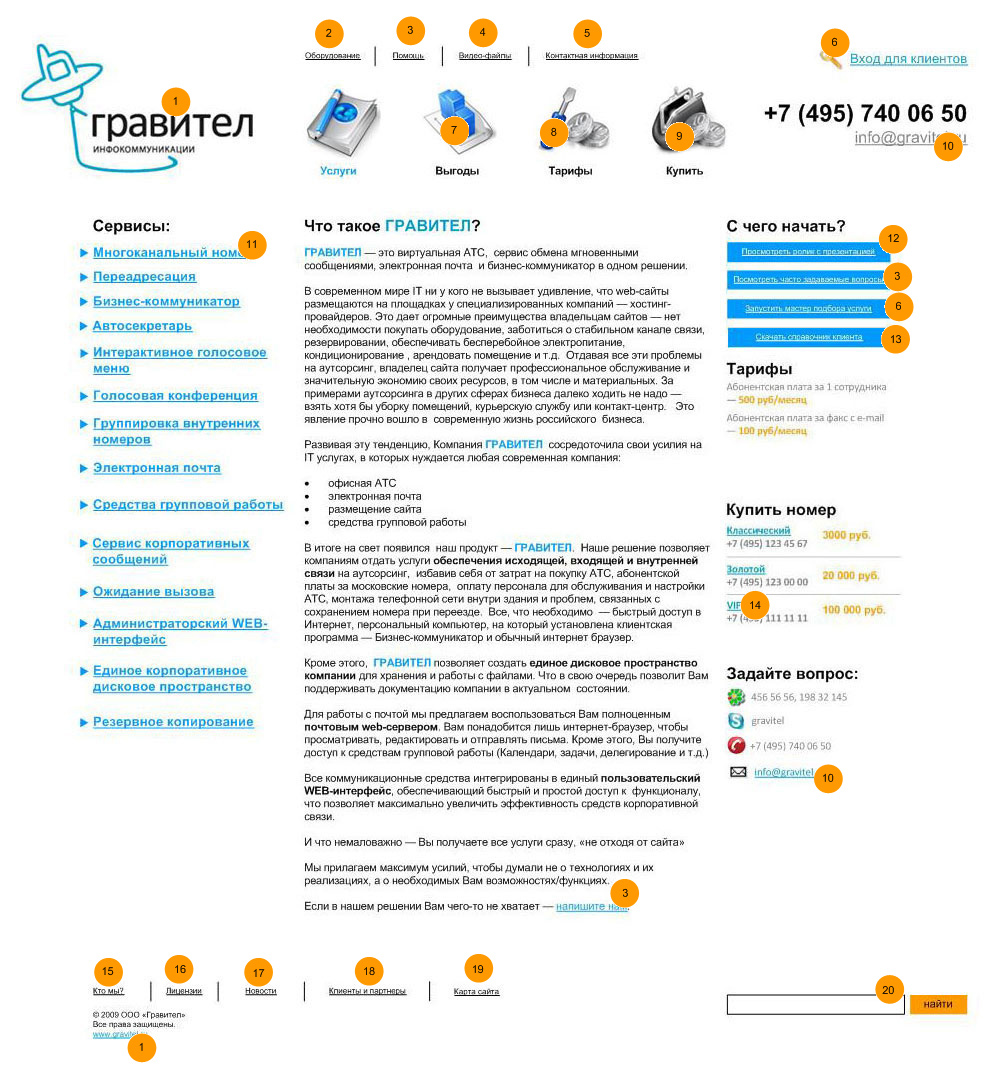 2
3
4
5
6
Оборудование
Помощь
Видео-файлы
Контактная информация
Вход для клиентов
1
гравител
ИНФОКОММУНИКАЦИИ
7
8
9
+7 (495) 740 06 50
info@gravitel.ru
10
Услуги
Выгоды
Тарифы
Купить
Сервисы:
11
Многоканальный номер
Переадресация
Бизнес-коммуникатор
Автосекретарь
Интерактивное голосовое
меню
Голосовая конференция
Группировка внутренних
номеров
Электронная почта
Средства групповой работы
Сервис корпоративных
сообщений
Ожидание вызова
Администраторский WEB-
интерфейс
Единое корпоративное
дисковое пространство
Резервное копирование
Что такое ГРАВИТЕЛ?
ГРАВИТЕЛ — это виртуальная АТС, сервис обмена мгновенными
сообщениями, электронная почта и бизнес-коммуникатор в одном решении.
В современном мире IT ни у кого не вызывает удивление, что web-сайты
размещаются на площадках у специализированных компаний — хостинг-
провайдеров. Это дает огромные преимущества владельцам сайтов — нет
необходимости покупать оборудование, заботиться о стабильном канале связи,
резервировании, обеспечивать бесперебойное электропитание,
кондиционирование , арендовать помещение и т.д. Отдавая все эти проблемы
на аутсорсинг, владелец сайта получает профессиональное обслуживание и
значительную экономию своих ресурсов, в том числе и материальных. За
примерами аутсорсинга в других сферах бизнеса далеко ходить не надо —
взять хотя бы уборку помещений, курьерскую службу или контакт-центр. Это
явление прочно вошло в современную жизнь российского бизнеса.
Развивая эту тенденцию, Компания ГРАВИТЕЛ сосредоточила свои усилия на
IT услугах, в которых нуждается любая современная компания:
• офисная АТС
• электронная почта
• размещение сайта
• средства групповой работы
В итоге на свет появился наш продукт — ГРАВИТЕЛ. Наше решение позволяет
компаниям отдать услуги обеспечения исходящей, входящей и внутренней
связи на аутсорсинг, избавив себя от затрат на покупку АТС, абонентской
платы за московские номера, оплату персонала для обслуживания и настройки
АТС, монтажа телефонной сети внутри здания и проблем, связанных с
сохранением номера при переезде. Все, что необходимо — быстрый доступ в
Интернет, персональный компьютер, на который установлена клиентская
программа — Бизнес-коммуникатор и обычный интернет браузер.
Кроме этого, ГРАВИТЕЛ позволяет создать единое дисковое пространство
компании для хранения и работы с файлами. Что в свою очередь позволит Вам
поддерживать документацию компании в актуальном состоянии.
Для работы с почтой мы предлагаем воспользоваться Вам полноценным
почтовым web-сервером. Вам понадобится лишь интернет-браузер, чтобы
просматривать, редактировать и отправлять письма. Кроме этого, Вы получите
доступ к средствам групповой работы (Календари, задачи, делегирование и т.д.)
Все коммуникационные средства интегрированы в единый пользовательский
WEB-интерфейс, обеспечивающий быстрый и простой доступ к функционалу,
что позволяет максимально увеличить эффективность средств корпоративной
связи.
И что немаловажно — Вы получаете все услуги сразу, «не отходя от сайта»
Мы прилагаем максимум усилий, чтобы думали не о технологиях и их
реализациях, а о необходимых Вам возможностях/функциях.
3
Если в нашем решении Вам чего-то не хватает — напишите нам
С чего начать?
12
Просмотреть ролик с презентацией
Посмотреть часто задаваемые вопросы
3
Запустить мастер подбора услуги
6
Скачать справочник клиента
13
Тарифы
Абонентская плата за 1 сотрудника
— 500 руб/месяц
Абонентская плата за факс с e-mail
— 100 руб/месяц
Купить номер
Классический
+7 (495) 123 45 67
3000 руб.
Золотой
+7 (495) 123 00 00
20 000 руб.
VIP
14
+7 (495) 111 11 11
100 000 руб.
Задайте вопрос:
456 56 56, 198 32 145
gravitel
+7 (495) 740 06 50
info@gravitel
10
15
16
17
18
19
Кто мы?
Лицензии
Новости
Клиенты и партнеры
Карта сайта
20
найти
© 2009 ООО «Гравител»
Все права защищены.
www.gravitel.ru
1